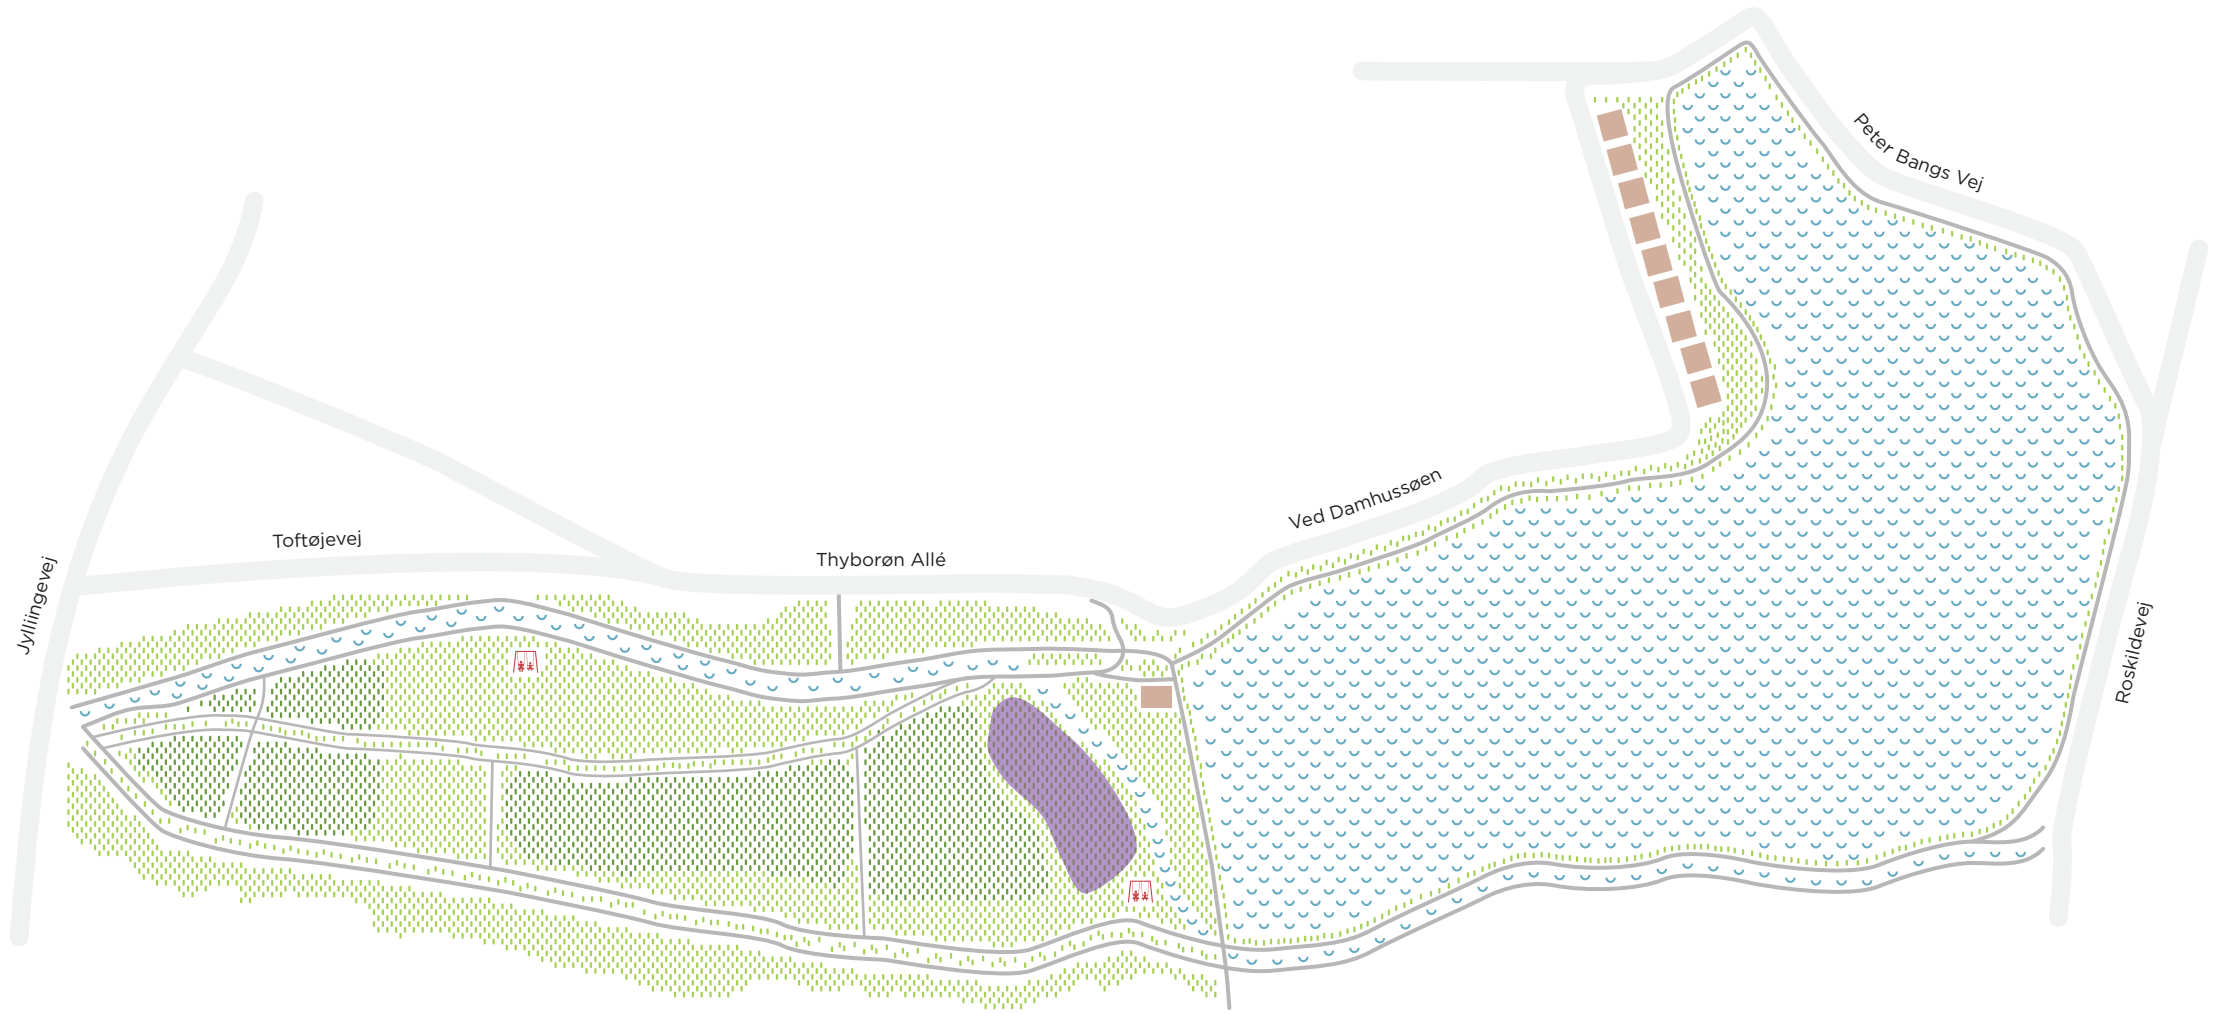 Peter Bangs Vej
Ved Damhussøen
Toftøjevej
Thyborøn Allé
Jyllingevej
Roskildevej